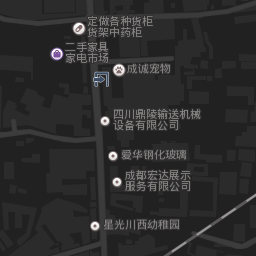 定做各种货柜
货架中药柜
二手家具
家电市场
成诚宠物
四川鼎陵输送机械
设备有限公司
爱华钢化玻璃
成都宏达展示
服务有限公司
星光川西幼稚园